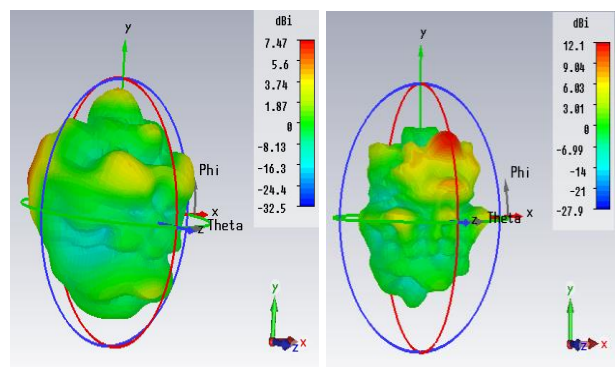 y
dBi
7.47
5.6
3.74
1.87
0
-8.13
-16.3
-24.4
-32.5
Phi
x
z
Theta
y
z
x
y
dBi
12.1
9.04
6.03
3.01
0
-6.99
-14
-21
-27.9
Phi
x
z
Theta
y
z
x